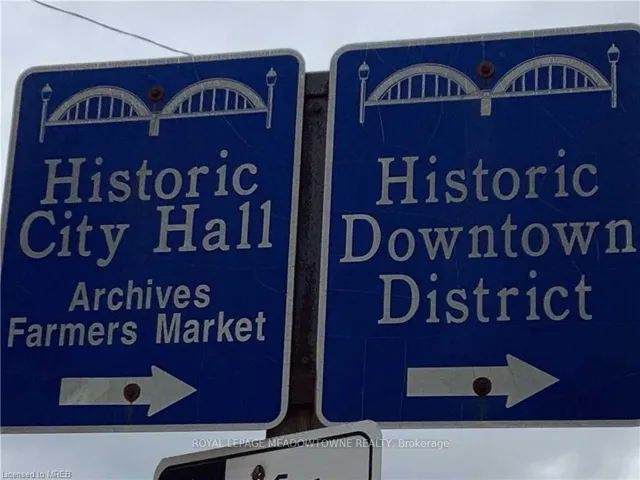 Historic
City Hall
Archives
Farmers Market
Historic
Downtown
District
ROYAL LEPAGE MEADOWTOWNE REALTY, Brokerage
Licensed to MREB